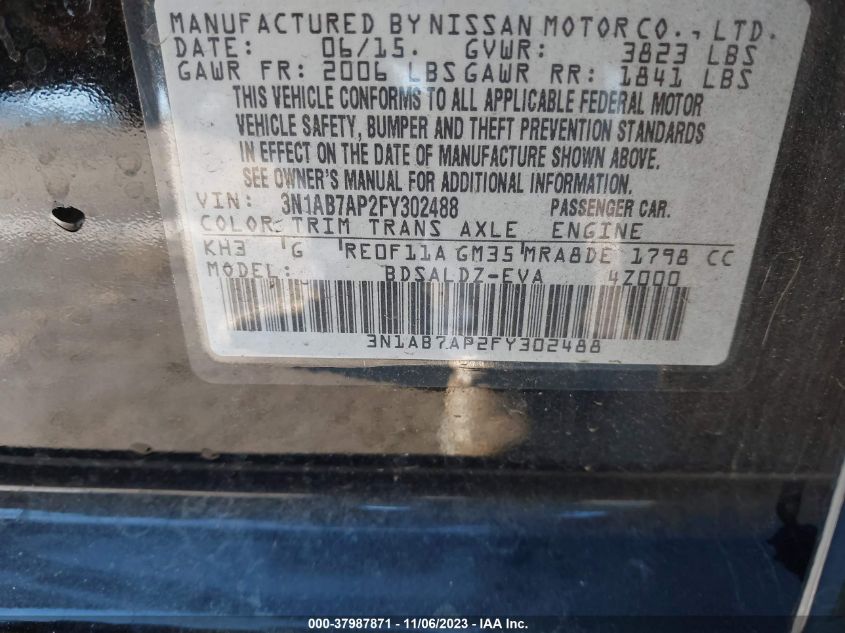 MANUFACTURED BY NISSAN MOTOR CO., LTD.
DATE: 06/15. GVWR: 3823 LBS
GAWR FR: 2006 LBS GAWR RR: 1841 LBS
THIS VEHICLE CONFORMS TO ALL APPLICABLE FEDERAL MOTOR
VEHICLE SAFETY, BUMPER AND THEFT PREVENTION STANDARDS
IN EFFECT ON THE DATE OF MANUFACTURE SHOWN ABOVE.
SEE OWNER'S MANUAL FOR ADDITIONAL INFORMATION.
VIN: 3N1AB7AP2FY302488 PASSENGER CAR.
COLOR TRIM TRANS AXLE ENGINE
KH3 G RE0F11A GM35 MRA8DE 1798 CC
MODEL: BDSALDZ-EVA 4Z000
3N1AB7AP2FY302488
000-37987871 - 11/06/2023 - IAA Inc.